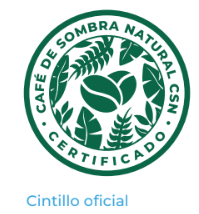 CAFÉ DE SOMBRA NATURAL CSN
• CERTIFICADO •
Cintillo oficial